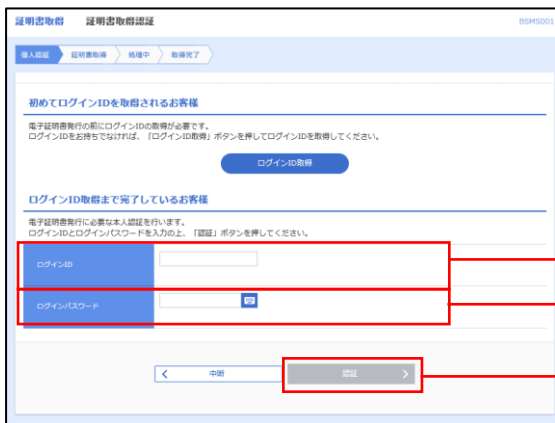 証明書取得 証明書取得認証 BSMS001
個人認証 証明書取得 処理中 取得完了
初めてログインIDを取得されるお客様
電子証明書発行の前にログインIDの取得が必要です。
ログインIDをお持ちでなければ、「ログインID取得」ボタンを押してログインIDを取得してください。
ログインID取得
ログインID取得まで完了しているお客様
電子証明書発行に必要な本人認証を行います。
ログインIDとログインパスワードを入力の上、「認証」ボタンを押してください。
ログインID
ログインパスワード
中断 認証